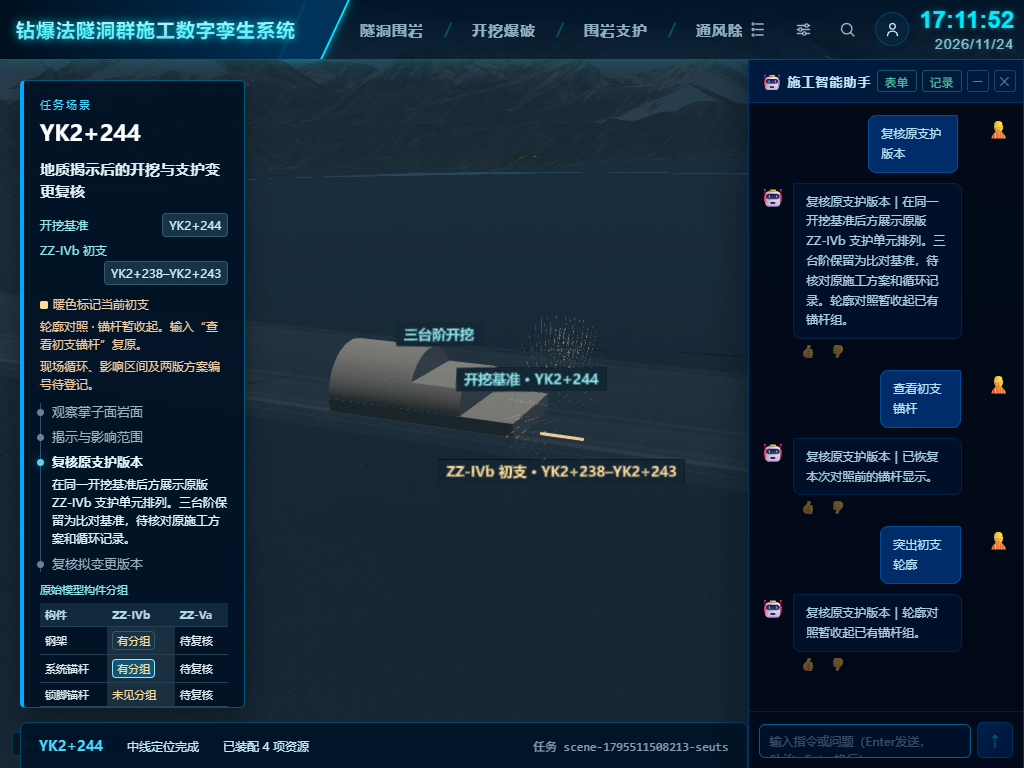 钻爆法隧洞群施工数字孪生系统
隧洞围岩 / 开挖爆破 / 围岩支护 / 通风除
17:11:52
2026/11/24
任务场景
YK2+244
地质揭示后的开挖与支护变
更复核
开挖基准 YK2+244
ZZ-IVb 初支
YK2+238—YK2+243
暖色标记当前初支
轮廓对照 · 锚杆暂收起。输入“查
看初支锚杆”复原。
现场循环、影响区间及两版方案编
号待登记。
观察掌子面岩面
揭示与影响范围
复核原支护版本
在同一开挖基准后方展示原版
ZZ-IVb 支护单元排列。三台阶保
留为比对基准，待核对原施工方
案和循环记录。
复核拟变更版本
原始模型构件分组
构件 ZZ-IVb ZZ-Va
钢架 有分组 待复核
系统锚杆 有分组 待复核
锁脚锚杆 未见分组 待复核
三台阶开挖
开挖基准 • YK2+244
ZZ-IVb 初支 • YK2+238—YK2+243
YK2+244 中线定位完成 已装配 4 项资源 任务 scene-1795511508213-seuts
施工智能助手 表单 记录
复核原支护
版本
复核原支护版本 | 在同一
开挖基准后方展示原版
ZZ-IVb 支护单元排列。三
台阶保留为比对基准，待
核对原施工方案和循环记
录。轮廓对照暂收起已有
锚杆组。
查看初支
锚杆
复核原支护版本 | 已恢复
本次对照前的锚杆显示。
突出初支
轮廓
复核原支护版本 | 轮廓对
照暂收起已有锚杆组。
输入指令或问题（Enter发送，